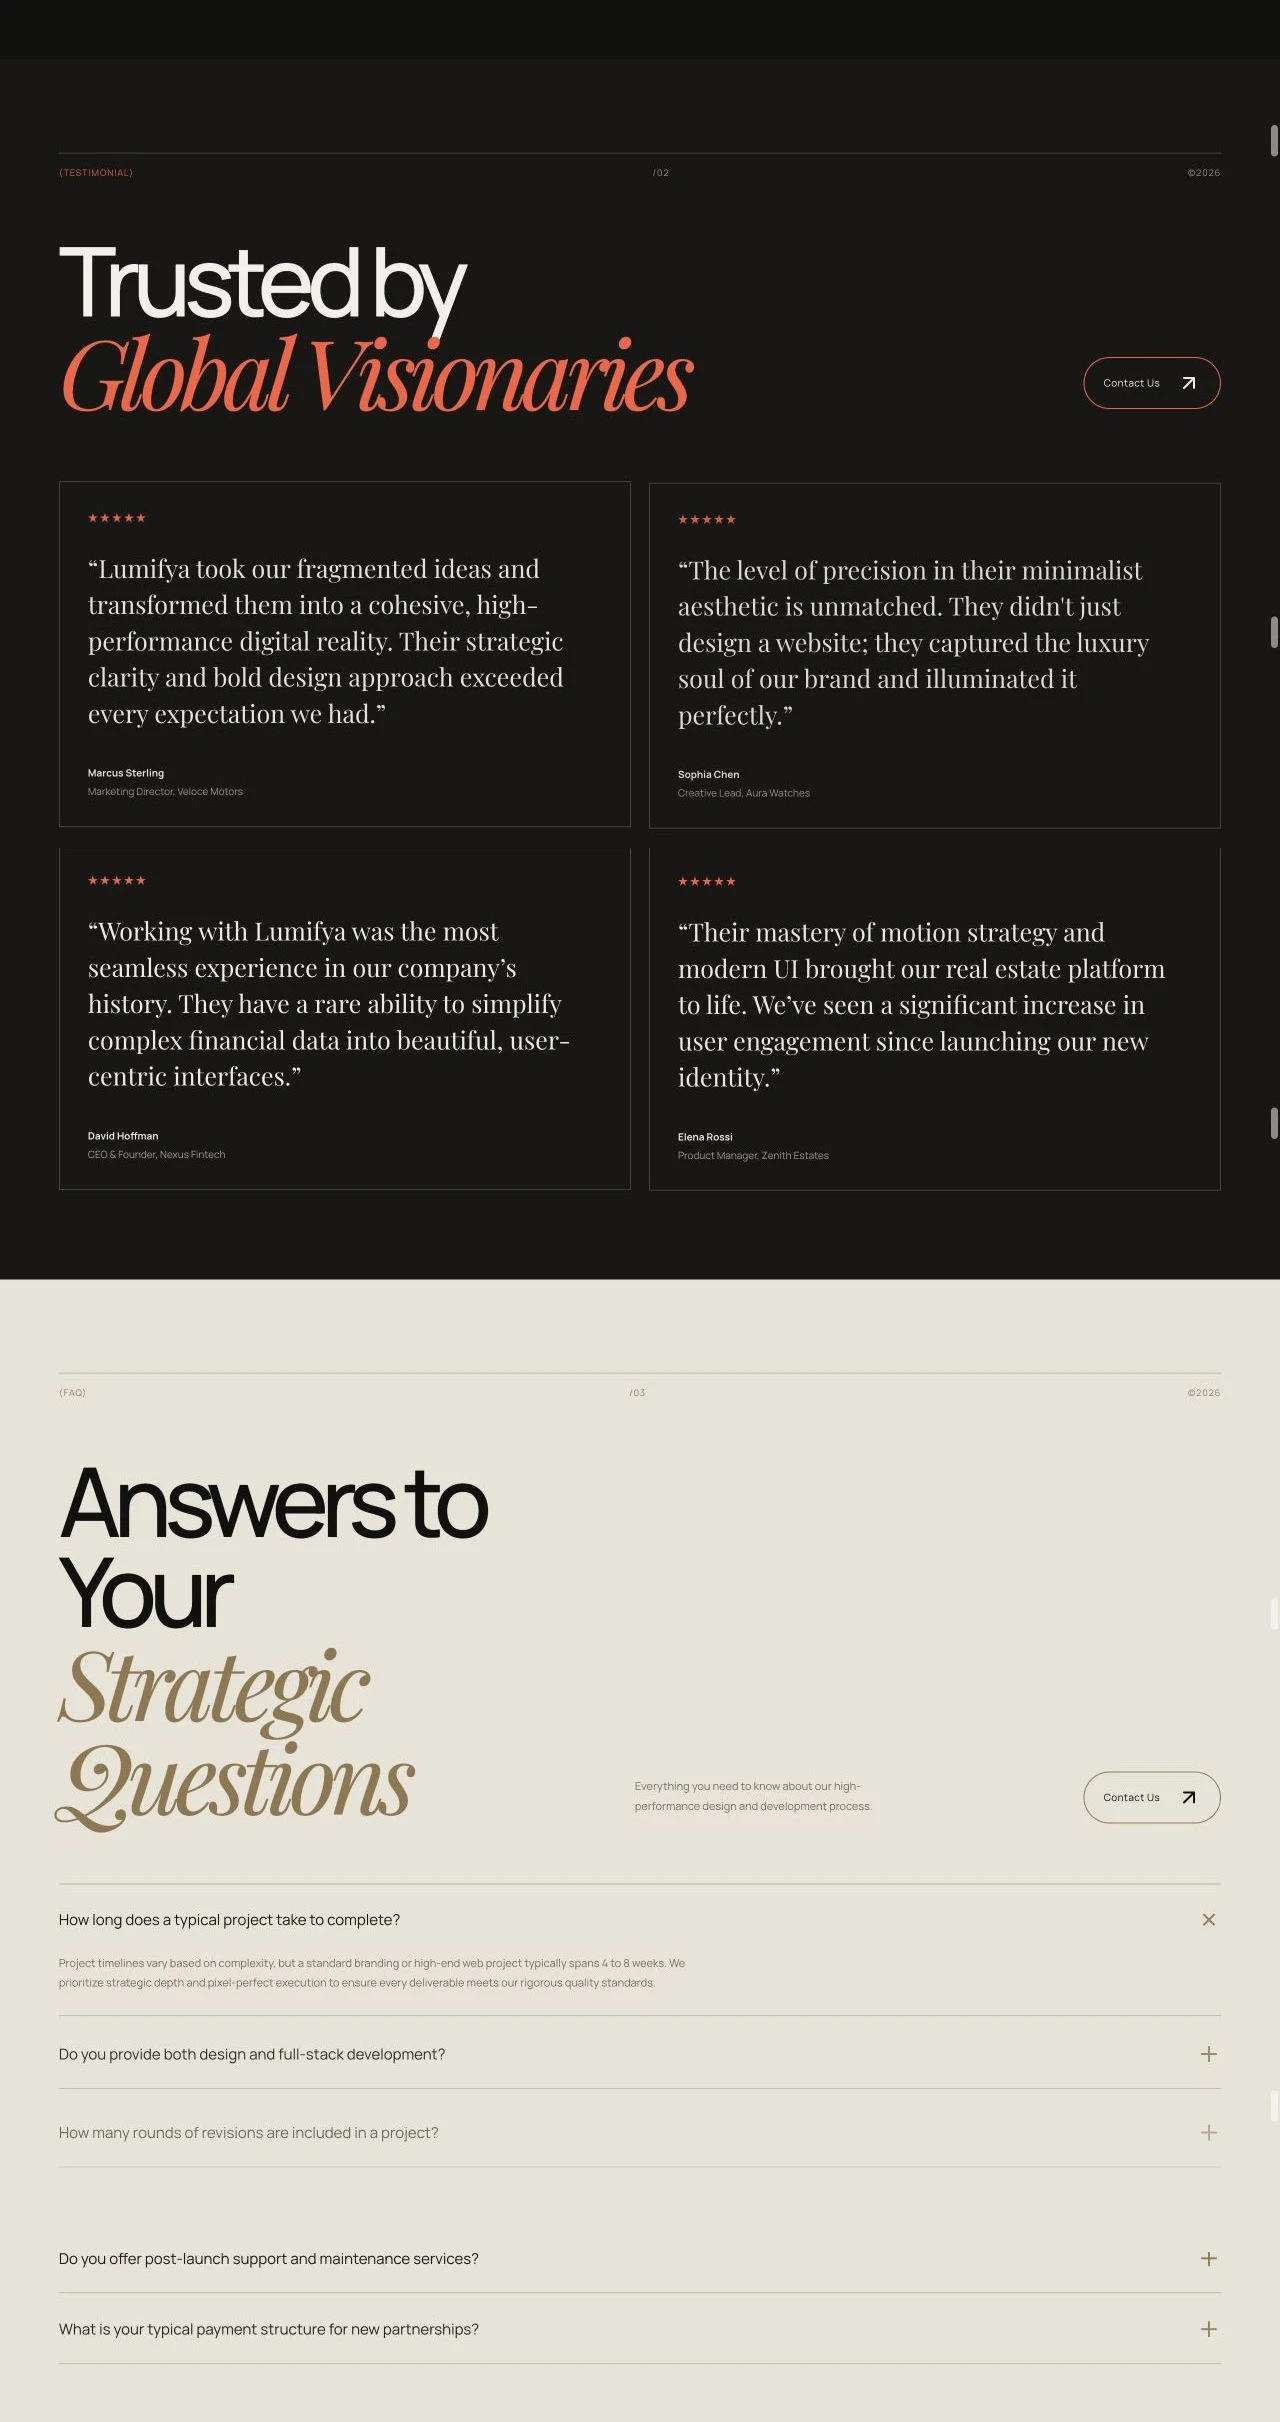 (TESTIMONIAL)
/02
©2026
Trusted by
Global Visionaries
Contact Us
★★★★★
“Lumifya took our fragmented ideas and
transformed them into a cohesive, high-
performance digital reality. Their strategic
clarity and bold design approach exceeded
every expectation we had.”
Marcus Sterling
Marketing Director, Veloce Motors
★★★★★
“The level of precision in their minimalist
aesthetic is unmatched. They didn't just
design a website; they captured the luxury
soul of our brand and illuminated it
perfectly.”
Sophia Chen
Creative Lead, Aura Watches
★★★★★
“Working with Lumifya was the most
seamless experience in our company’s
history. They have a rare ability to simplify
complex financial data into beautiful, user-
centric interfaces.”
David Hoffman
CEO & Founder, Nexus Fintech
★★★★★
“Their mastery of motion strategy and
modern UI brought our real estate platform
to life. We’ve seen a significant increase in
user engagement since launching our new
identity.”
Elena Rossi
Product Manager, Zenith Estates
(FAQ)
/03
©2026
Answers to
Your
Strategic
Questions
Everything you need to know about our high-
performance design and development process.
Contact Us
How long does a typical project take to complete?
Project timelines vary based on complexity, but a standard branding or high-end web project typically spans 4 to 8 weeks. We
prioritize strategic depth and pixel-perfect execution to ensure every deliverable meets our rigorous quality standards.
Do you provide both design and full-stack development?
How many rounds of revisions are included in a project?
Do you offer post-launch support and maintenance services?
What is your typical payment structure for new partnerships?